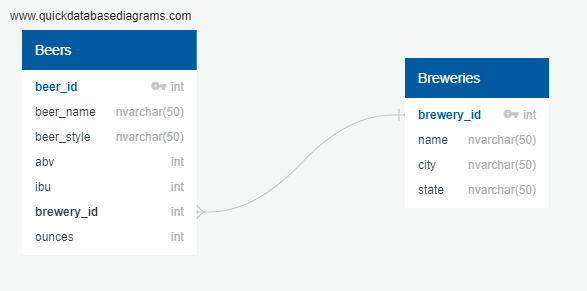 www.quickdatabasediagrams.com
Beers
beer_id int
beer_name nvarchar(50)
beer_style nvarchar(50)
abv int
ibu int
brewery_id int
ounces int
Breweries
brewery_id int
name nvarchar(50)
city nvarchar(50)
state nvarchar(50)